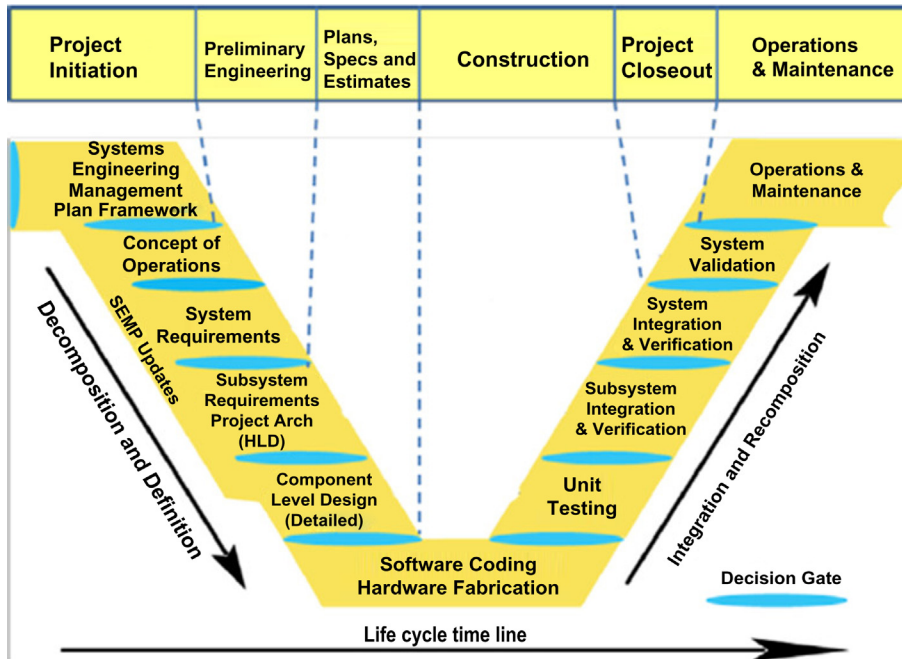 Project
Initiation
Preliminary
Engineering
Plans,
Specs and
Estimates
Construction
Project
Closeout
Operations
& Maintenance
Systems
Engineering
Management
Plan Framework
Concept of
Operations
System
Requirements
Subsystem
Requirements
Project Arch
(HLD)
Component
Level Design
(Detailed)
SEMP Updates
Decomposition and Definition
Software Coding
Hardware Fabrication
Unit
Testing
Subsystem
Integration
& Verification
System
Integration
& Verification
System
Validation
Operations &
Maintenance
Integration and Recomposition
Decision Gate
Life cycle time line